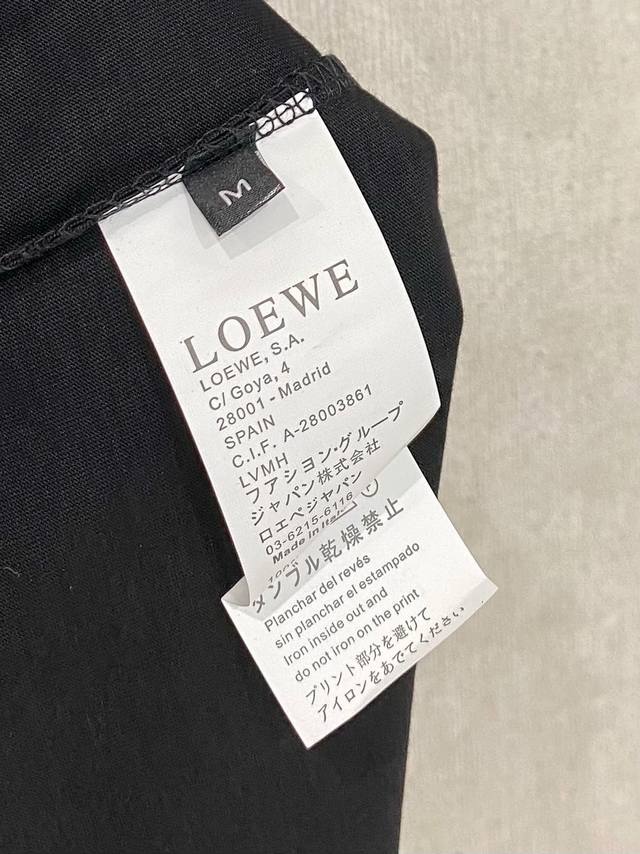 M
LOEWE
LOEWE, S.A.
C/ Goya, 4
28001 - Madrid
SPAIN
C.I.F. A-28003861
LVMH
フアション・グループ
ジャパン株式会社
ロエペジャパン
03-6215-6116
Made in Italy
タンブル乾燥禁止
Planchar del revés
sin planchar el estampado
Iron inside out and
do not iron on the print
プリント部分を避けて
アイロンをあでてください